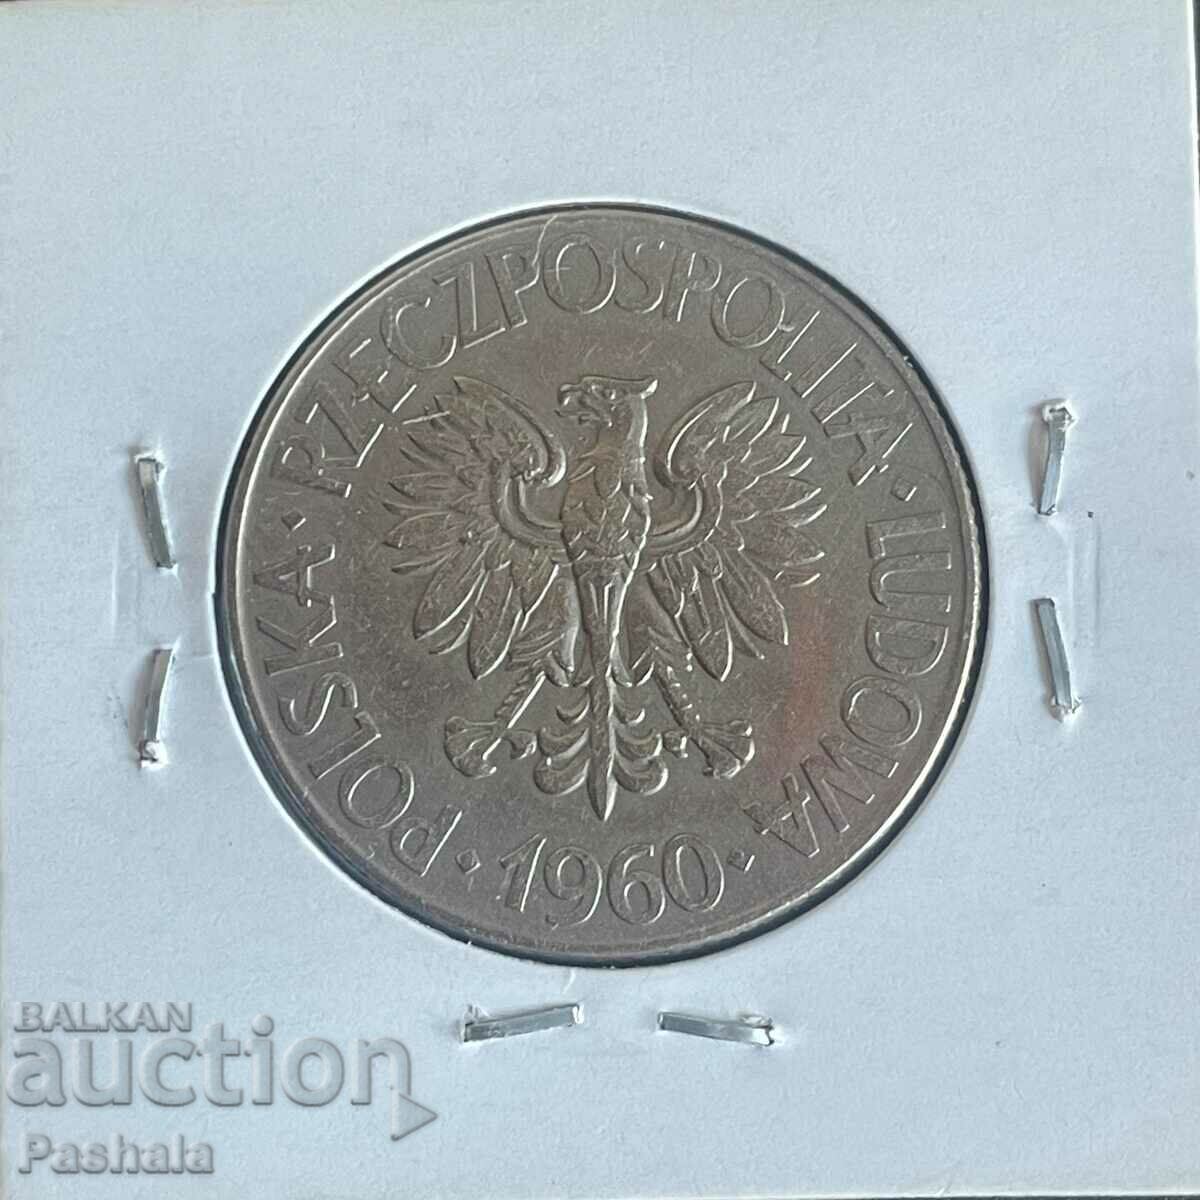 POLSKA · RZECZPOSPOLITA · LUDOWA
· 1960 ·
BALKAN
auction
Pashala